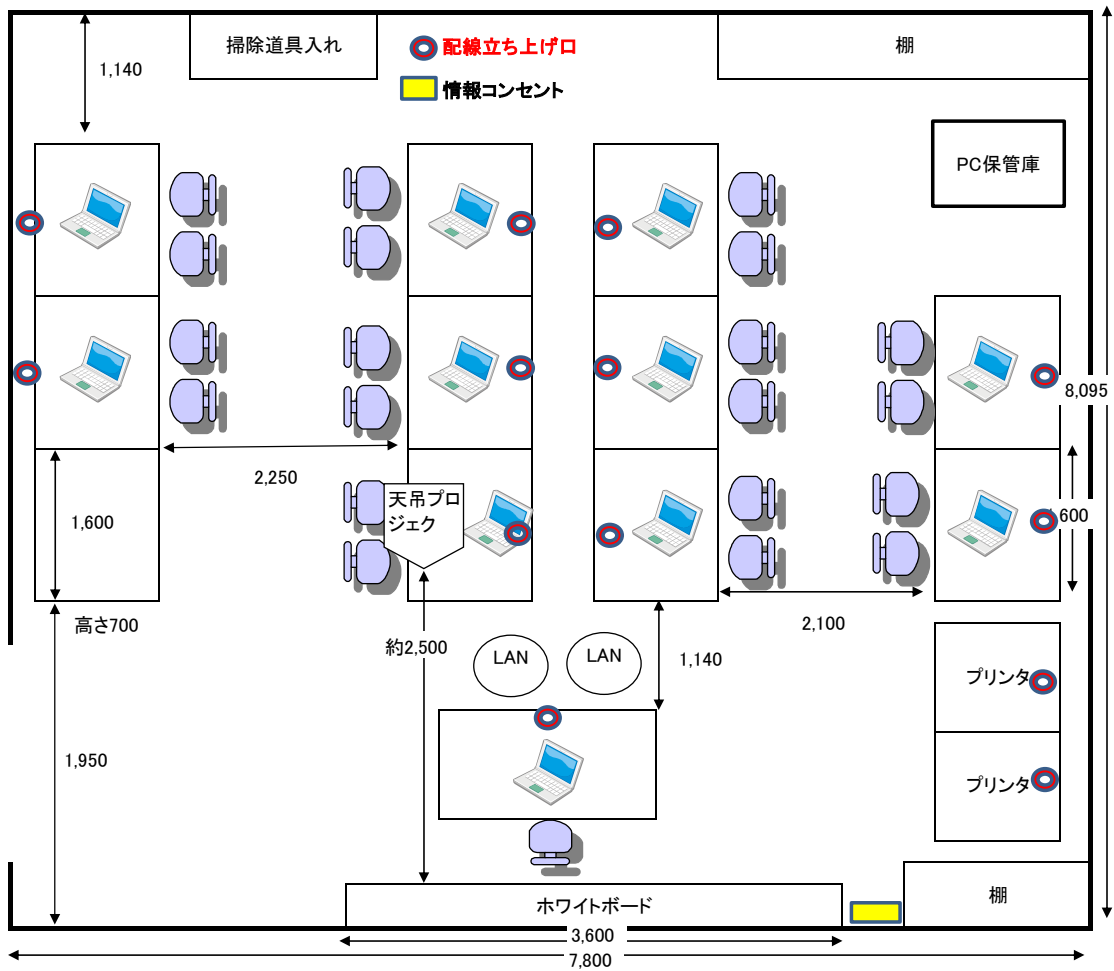 掃除道具入れ
配線立ち上げ口
棚
1,140
情報コンセント
PC保管庫
8,095
2,250
天吊プロ
ジェク
1,600
,600
高さ700
約2,500
LAN
LAN
1,140
2,100
プリンタ
1,950
プリンタ
ホワイトボード
棚
3,600
7,800